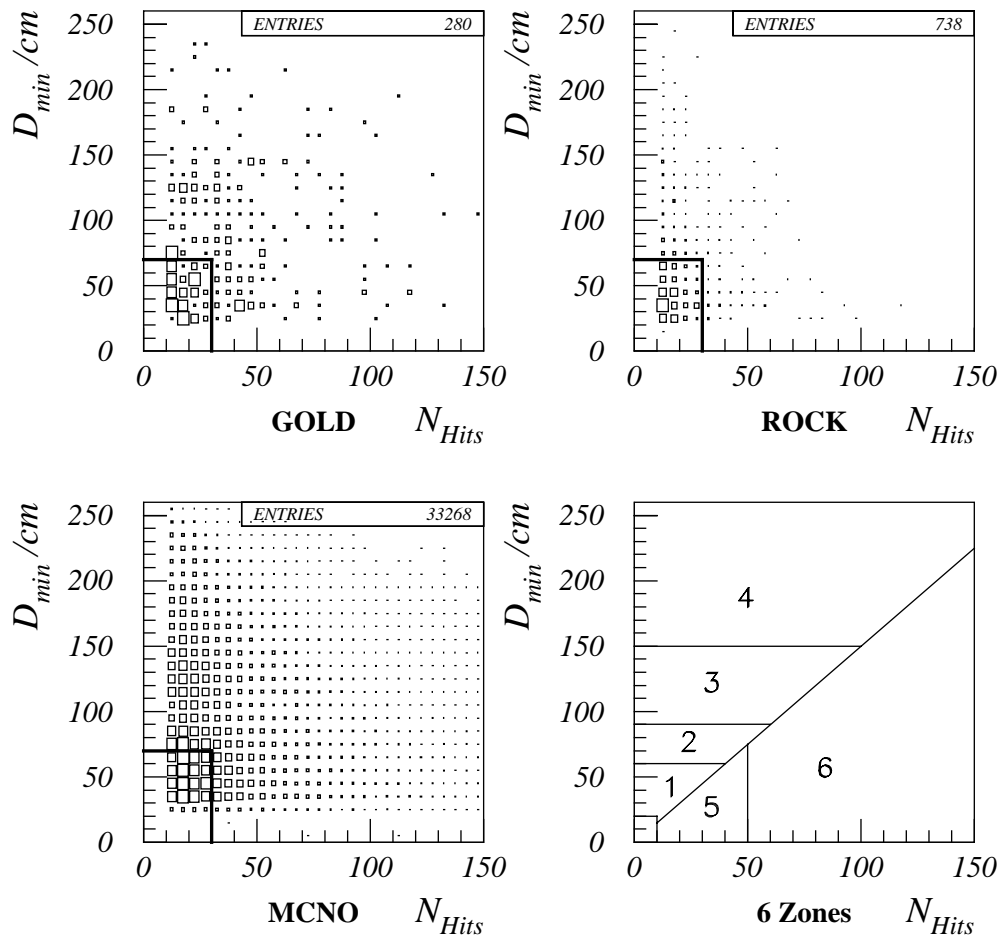 D_min /cm
ENTRIES 280
250
200
150
100
50
0
0 50 100 150
GOLD N_Hits
D_min /cm
ENTRIES 738
250
200
150
100
50
0
0 50 100 150
ROCK N_Hits
D_min /cm
ENTRIES 33268
250
200
150
100
50
0
0 50 100 150
MCNO N_Hits
D_min /cm
250
200
150
100
50
0
4
3
2
1
5
6
0 50 100 150
6 Zones N_Hits